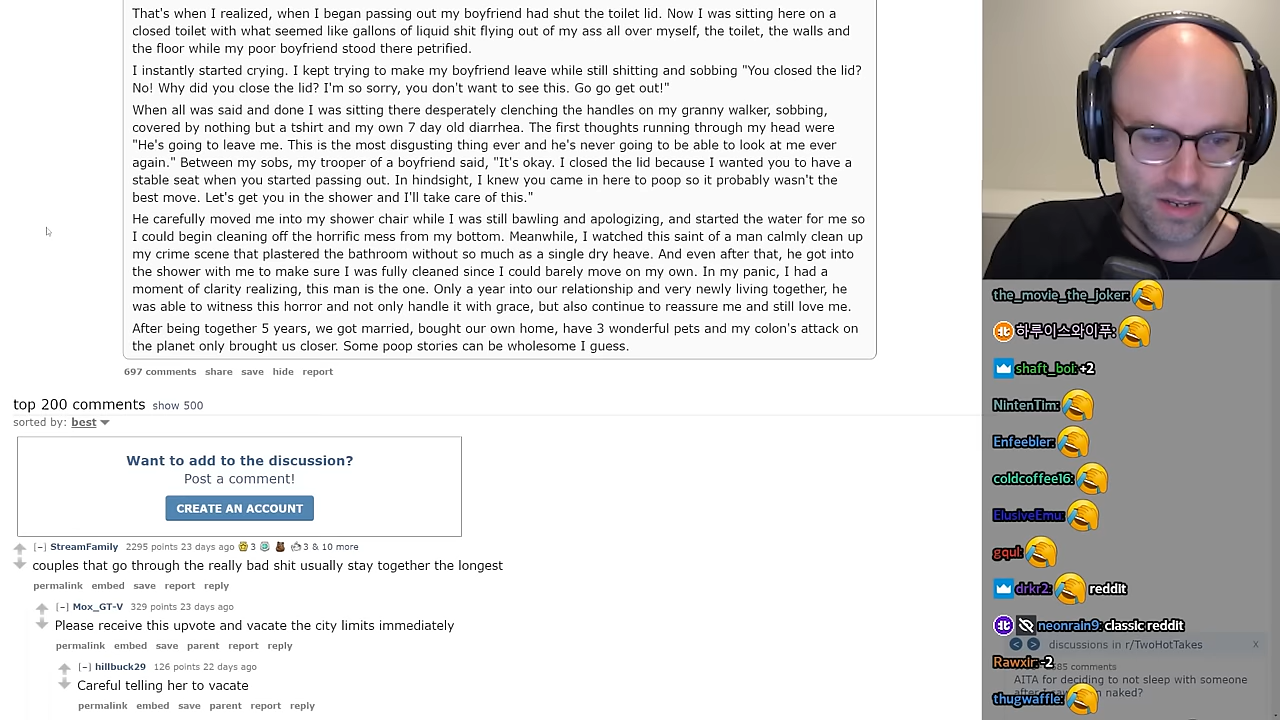 That's when I realized, when I began passing out my boyfriend had shut the toilet lid. Now I was sitting here on a
closed toilet with what seemed like gallons of liquid shit flying out of my ass all over myself, the toilet, the walls and
the floor while my poor boyfriend stood there petrified.
I instantly started crying. I kept trying to make my boyfriend leave while still shitting and sobbing "You closed the lid?
No! Why did you close the lid? I'm so sorry, you don't want to see this. Go go get out!"
When all was said and done I was sitting there desperately clenching the handles on my granny walker, sobbing,
covered by nothing but a tshirt and my own 7 day old diarrhea. The first thoughts running through my head were
"He's going to leave me. This is the most disgusting thing ever and he's never going to be able to look at me ever
again." Between my sobs, my trooper of a boyfriend said, "It's okay. I closed the lid because I wanted you to have a
stable seat when you started passing out. In hindsight, I knew you came in here to poop so it probably wasn't the
best move. Let's get you in the shower and I'll take care of this."
He carefully moved me into my shower chair while I was still bawling and apologizing, and started the water for me so
I could begin cleaning off the horrific mess from my bottom. Meanwhile, I watched this saint of a man calmly clean up
my crime scene that plastered the bathroom without so much as a single dry heave. And even after that, he got into
the shower with me to make sure I was fully cleaned since I could barely move on my own. In my panic, I had a
moment of clarity realizing, this man is the one. Only a year into our relationship and very newly living together, he
was able to witness this horror and not only handle it with grace, but also continue to reassure me and still love me.
After being together 5 years, we got married, bought our own home, have 3 wonderful pets and my colon's attack on
the planet only brought us closer. Some poop stories can be wholesome I guess.
697 comments share save hide report
top 200 comments show 500
sorted by: best
Want to add to the discussion?
Post a comment!
CREATE AN ACCOUNT
[–] StreamFamily 2295 points 23 days ago 3 3 & 10 more
couples that go through the really bad shit usually stay together the longest
permalink embed save report reply
[–] Mox_GT-V 329 points 23 days ago
Please receive this upvote and vacate the city limits immediately
permalink embed save parent report reply
[–] hillbuck29 126 points 22 days ago
Careful telling her to vacate
permalink embed save parent report reply
the_movie_the_joker:
하루이스와이푸:
shaft_boi: +2
NintenTim:
Enfeebler:
coldcoffee16:
ElusiveEmu:
gqul:
drkr2: reddit
neonrain9: classic reddit
< > discussions in r/TwoHotTakes X
Rawxir: -2
comments
AITA for deciding to not sleep with someone
naked?
thugwaffle: